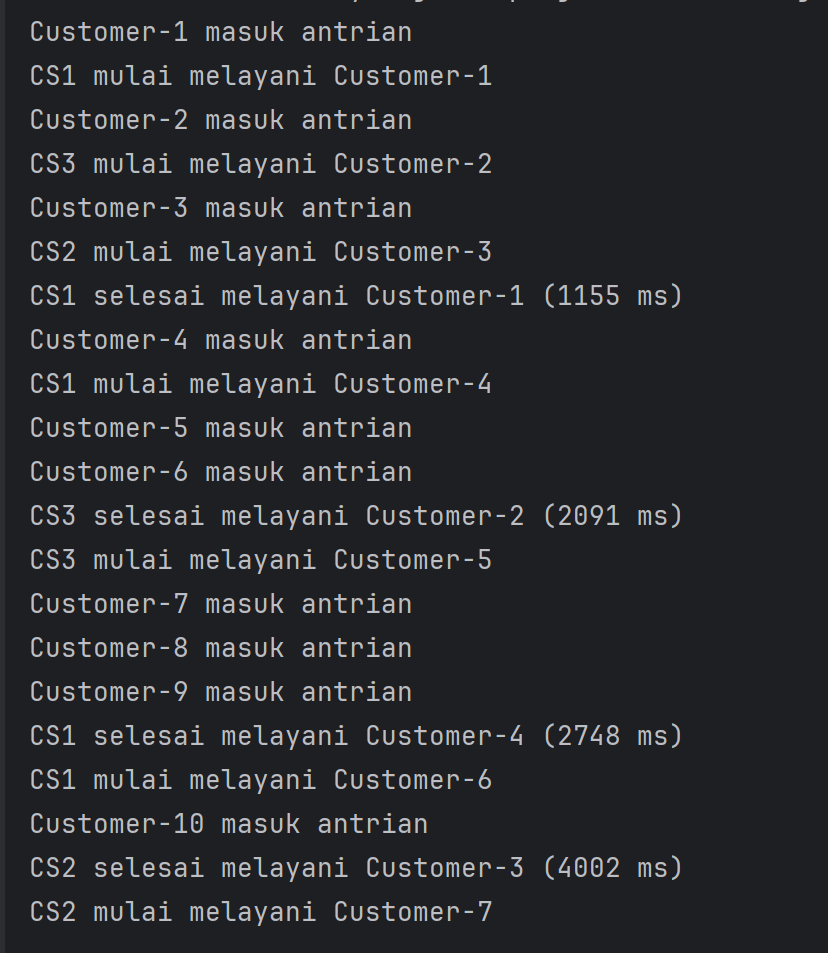 Customer-1 masuk antrian
CS1 mulai melayani Customer-1
Customer-2 masuk antrian
CS3 mulai melayani Customer-2
Customer-3 masuk antrian
CS2 mulai melayani Customer-3
CS1 selesai melayani Customer-1 (1155 ms)
Customer-4 masuk antrian
CS1 mulai melayani Customer-4
Customer-5 masuk antrian
Customer-6 masuk antrian
CS3 selesai melayani Customer-2 (2091 ms)
CS3 mulai melayani Customer-5
Customer-7 masuk antrian
Customer-8 masuk antrian
Customer-9 masuk antrian
CS1 selesai melayani Customer-4 (2748 ms)
CS1 mulai melayani Customer-6
Customer-10 masuk antrian
CS2 selesai melayani Customer-3 (4002 ms)
CS2 mulai melayani Customer-7